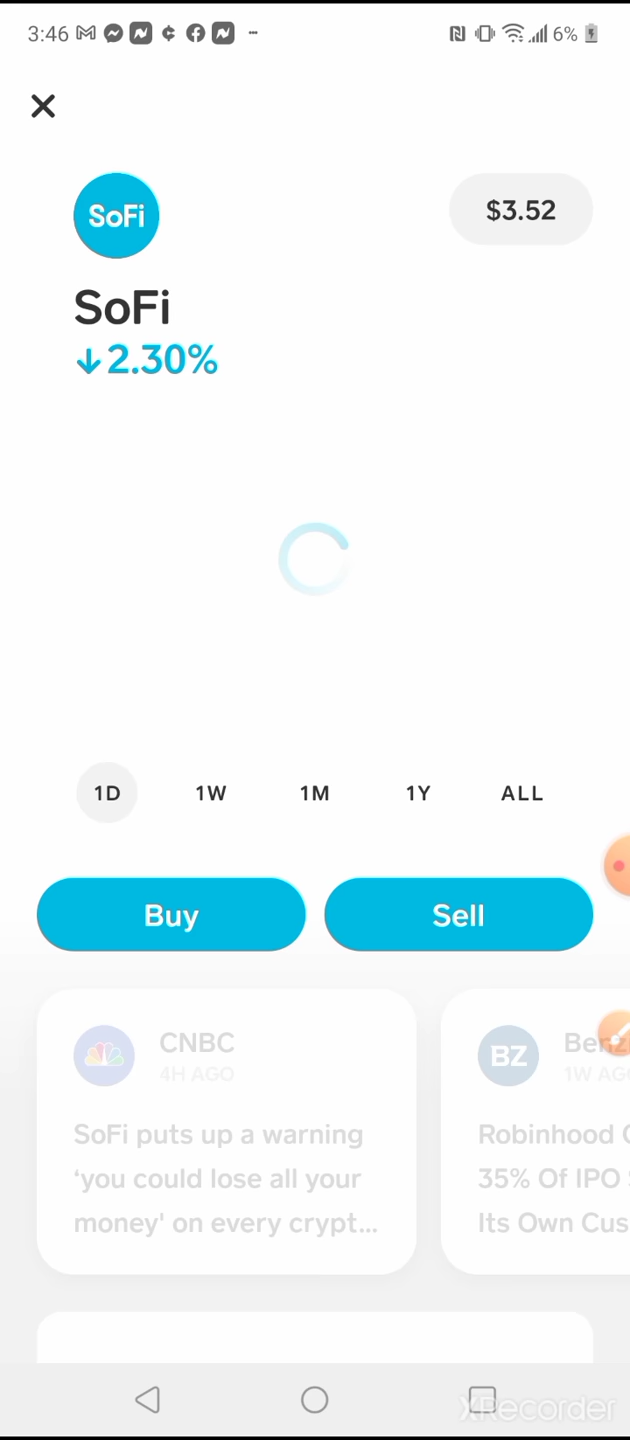 3:46
6%
SoFi
$3.52
SoFi
↓2.30%
1D 1W 1M 1Y ALL
Buy Sell
CNBC
4H AGO
SoFi puts up a warning
‘you could lose all your
money' on every crypt...
BZ
1W AGO
Robinhood
35% Of IPO
Its Own
XRecorder